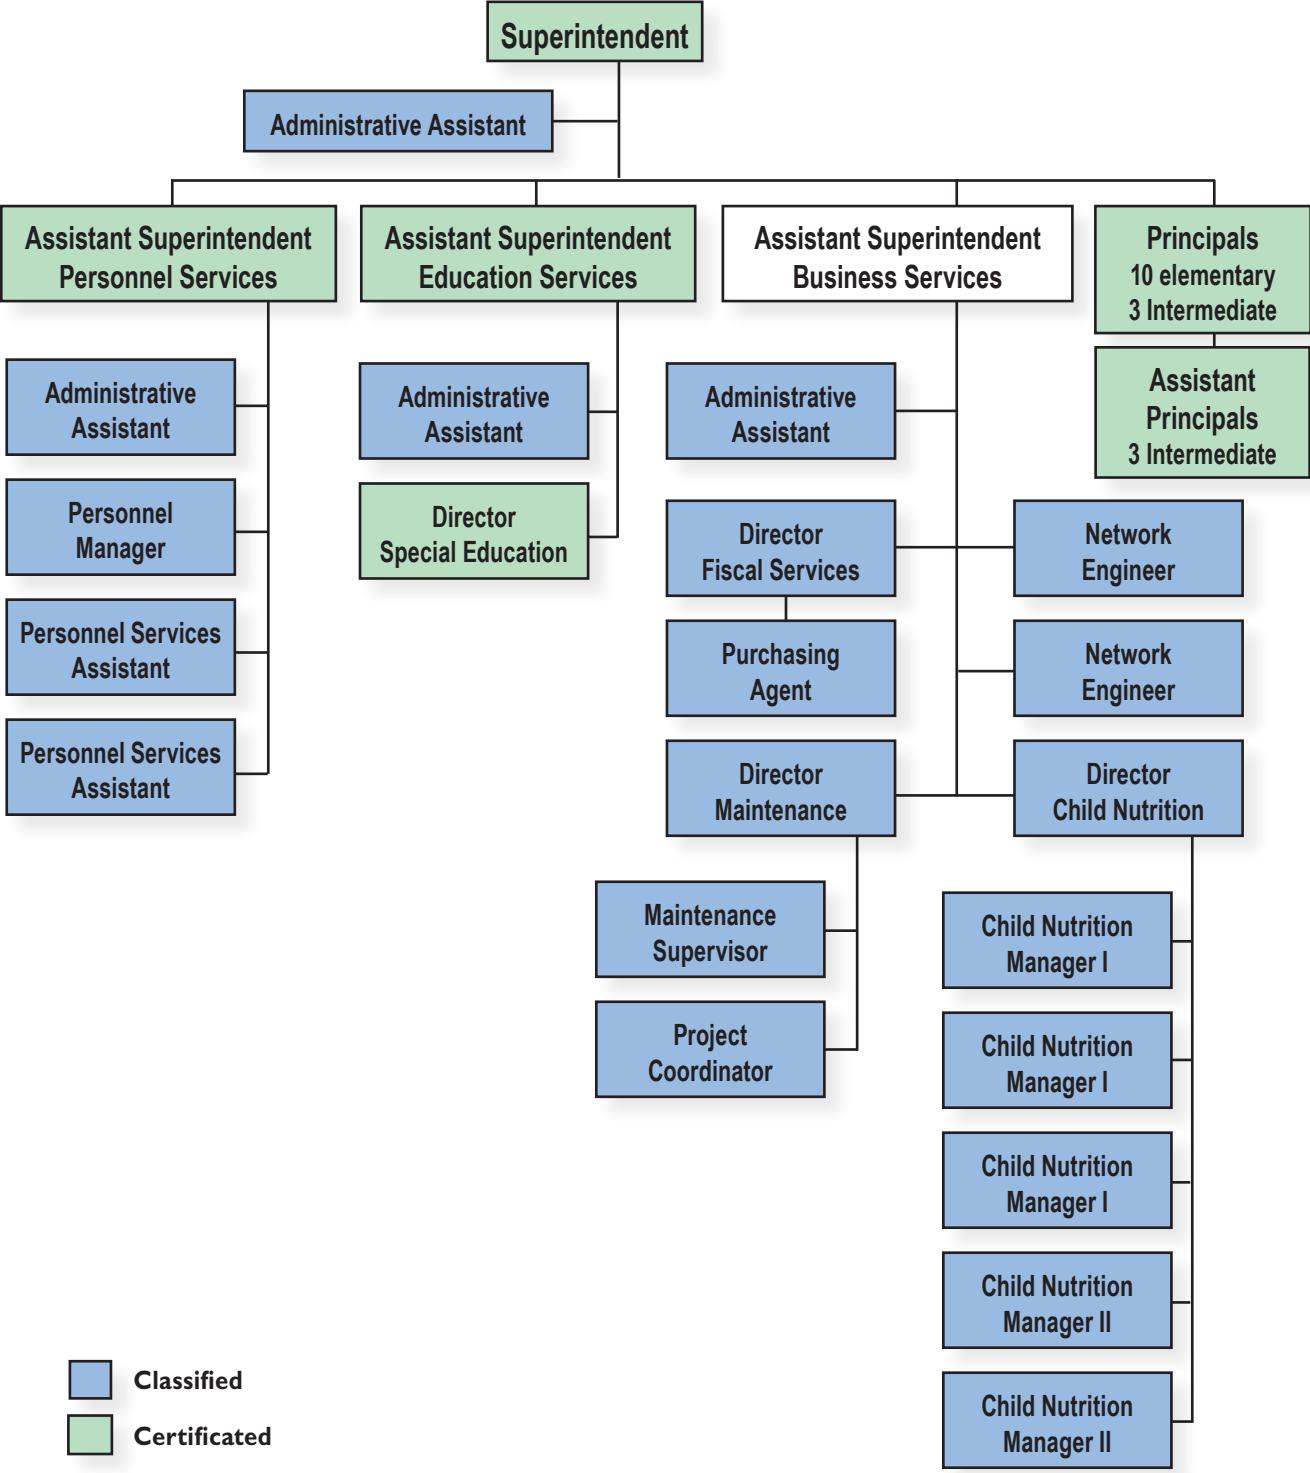 Superintendent
Administrative Assistant
Assistant Superintendent
Personnel Services
Assistant Superintendent
Education Services
Assistant Superintendent
Business Services
Principals
10 elementary
3 Intermediate
Assistant
Principals
3 Intermediate
Administrative
Assistant
Personnel
Manager
Personnel Services
Assistant
Personnel Services
Assistant
Administrative
Assistant
Director
Special Education
Administrative
Assistant
Director
Fiscal Services
Purchasing
Agent
Director
Maintenance
Maintenance
Supervisor
Project
Coordinator
Network
Engineer
Network
Engineer
Director
Child Nutrition
Child Nutrition
Manager I
Child Nutrition
Manager I
Child Nutrition
Manager I
Child Nutrition
Manager II
Child Nutrition
Manager II
Classified
Certificated